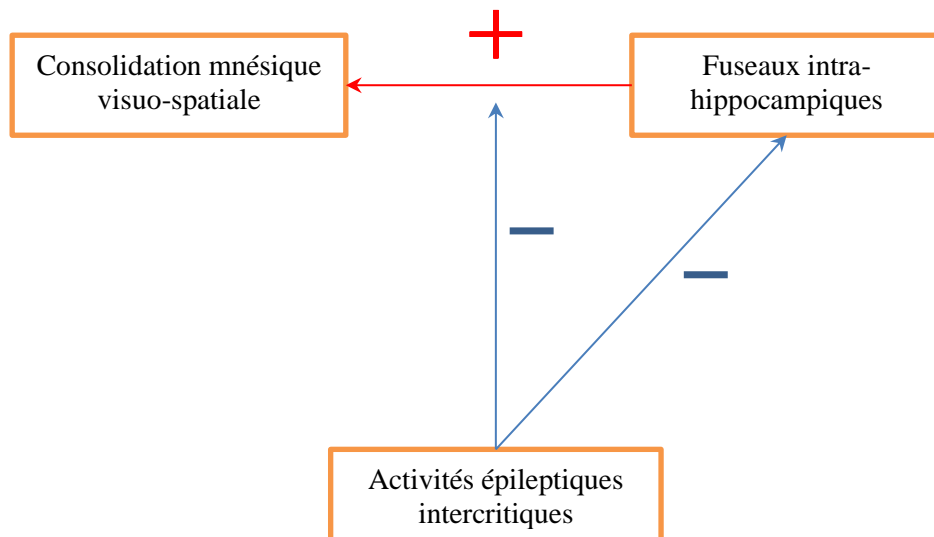 +
Consolidation mnésique
visuo-spatiale
Fuseaux intra-
hippocampiques
−
−
Activités épileptiques
intercritiques